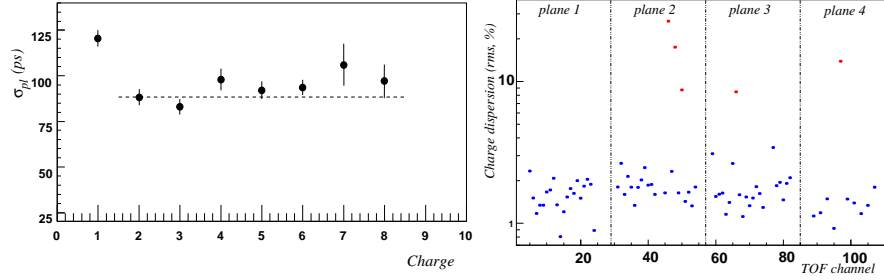 σpl (ps)
125
100
75
50
25
0 1 2 3 4 5 6 7 8 9 10
Charge
plane 1 plane 2 plane 3 plane 4
Charge dispersion (rms, %)
10
1
20 40 60 80 100
TOF channel